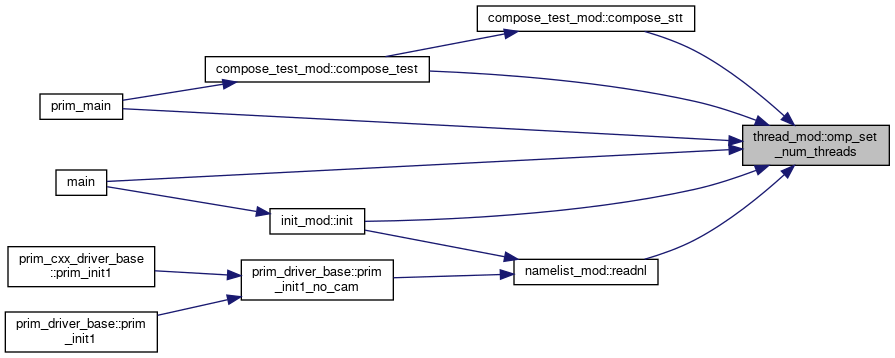 compose_test_mod::compose_stt
compose_test_mod::compose_test
prim_main
thread_mod::omp_set
_num_threads
main
init_mod::init
prim_cxx_driver_base
::prim_init1
prim_driver_base::prim
_init1_no_cam
namelist_mod::readnl
prim_driver_base::prim
_init1